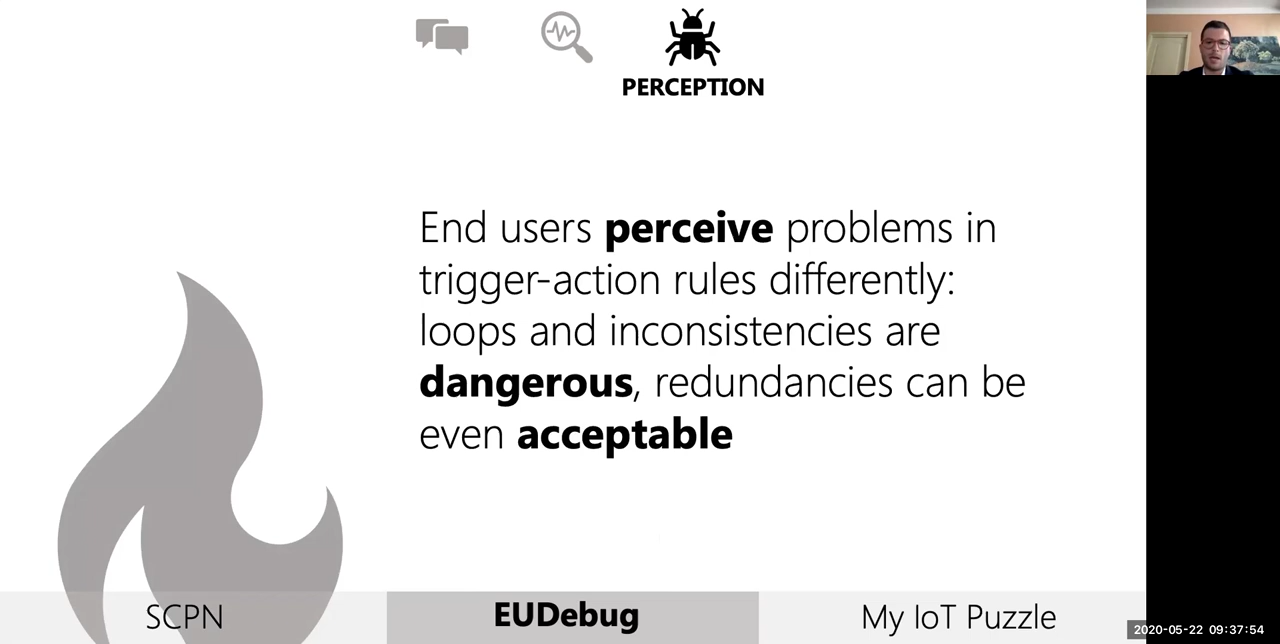 PERCEPTION
End users perceive problems in
trigger-action rules differently:
loops and inconsistencies are
dangerous, redundancies can be
even acceptable
SCPN
EUDebug
My IoT Puzzle
2020-05-22 09:37:54